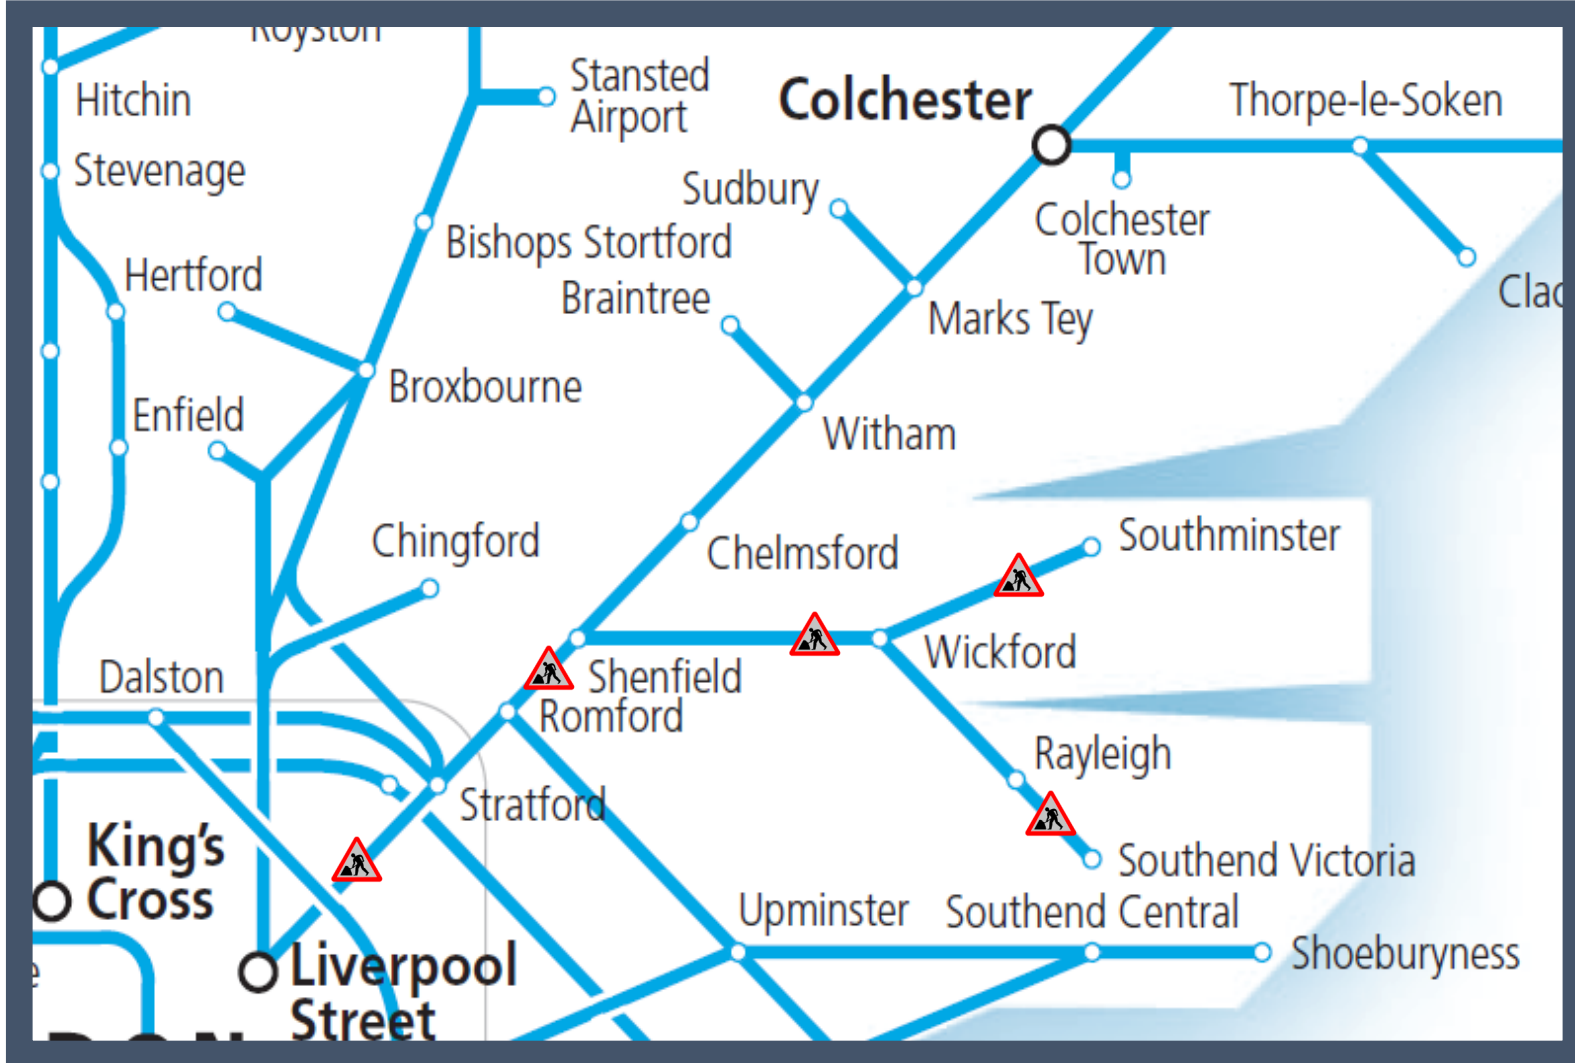 Royston
Stansted
Airport
Hitchin
Colchester
Thorpe-le-Soken
Stevenage
Sudbury
Colchester
Town
Bishops Stortford
Hertford
Braintree
Marks Tey
Clac
Broxbourne
Enfield
Witham
Chingford
Chelmsford
Southminster
Wickford
Dalston
Shenfield
Romford
Rayleigh
Stratford
King's
Cross
Southend Victoria
Upminster
Southend Central
Shoeburyness
Liverpool
Street
e